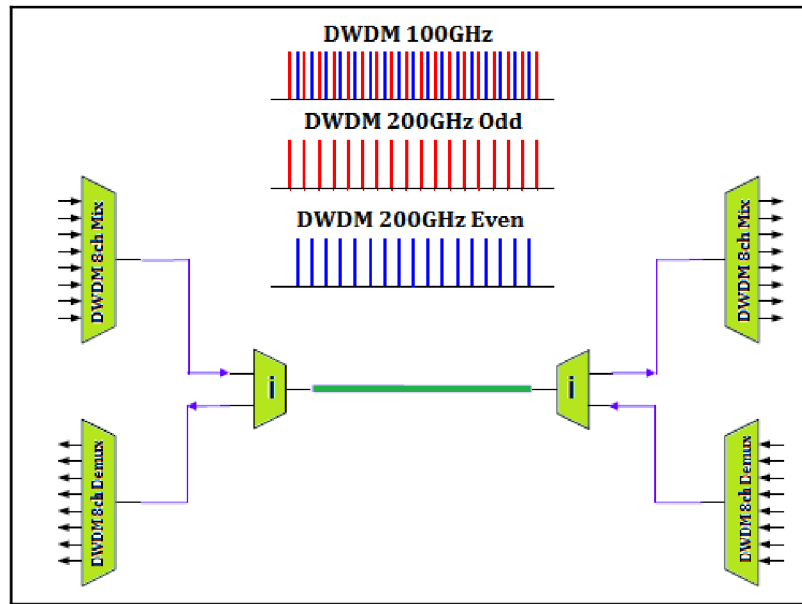 DWDM 100GHz
DWDM 200GHz Odd
DWDM 200GHz Even
DWDM 8ch Mix
DWDM 8ch Mix
i
i
DWDM 8ch Demux
DWDM 8ch Demux